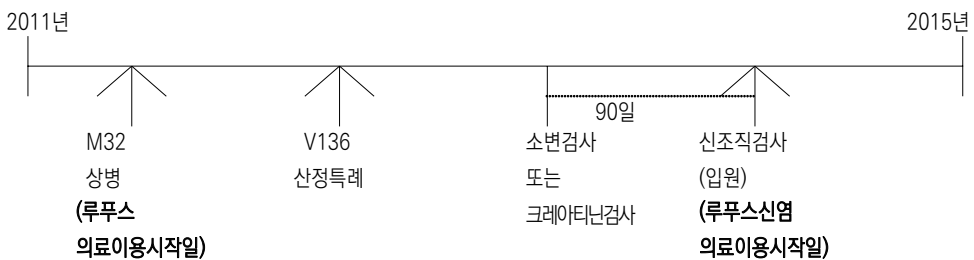 2011년 2015년
90일
M32 V136 소변검사 신조직검사
상병 산정특례 또는 (입원)
(루푸스 크레아티닌검사 (루푸스신염
의료이용시작일) 의료이용시작일)